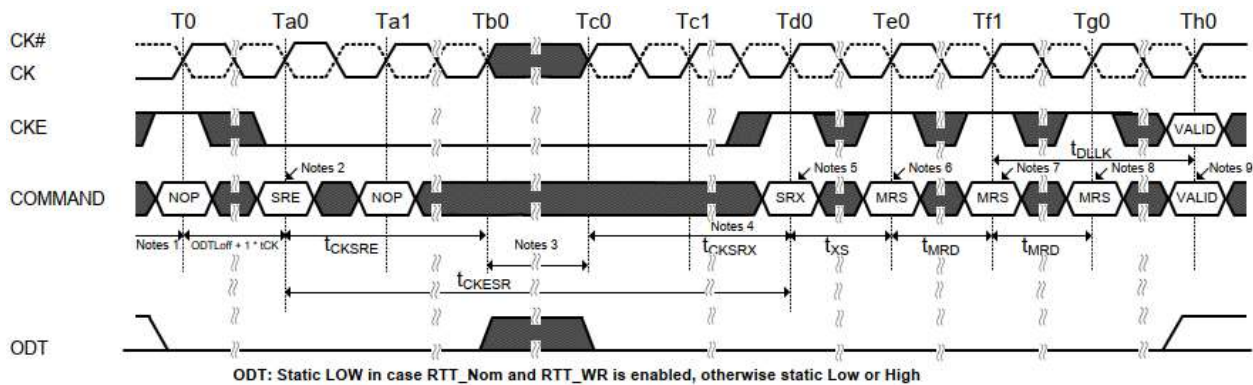 T0 Ta0 Ta1 Tb0 Tc0 Tc1 Td0 Te0 Tf1 Tg0 Th0
CK#
CK
CKE VALID
tDLLK
Notes 2 Notes 5 Notes 6 Notes 7 Notes 8 Notes 9
COMMAND NOP SRE NOP SRX MRS MRS MRS VALID
Notes 1 ODTLoff + 1 * tCK tCKSRE Notes 3 Notes 4 tCKSRX tXS tMRD tMRD
tCKESR
ODT
ODT: Static LOW in case RTT_Nom and RTT_WR is enabled, otherwise static Low or High